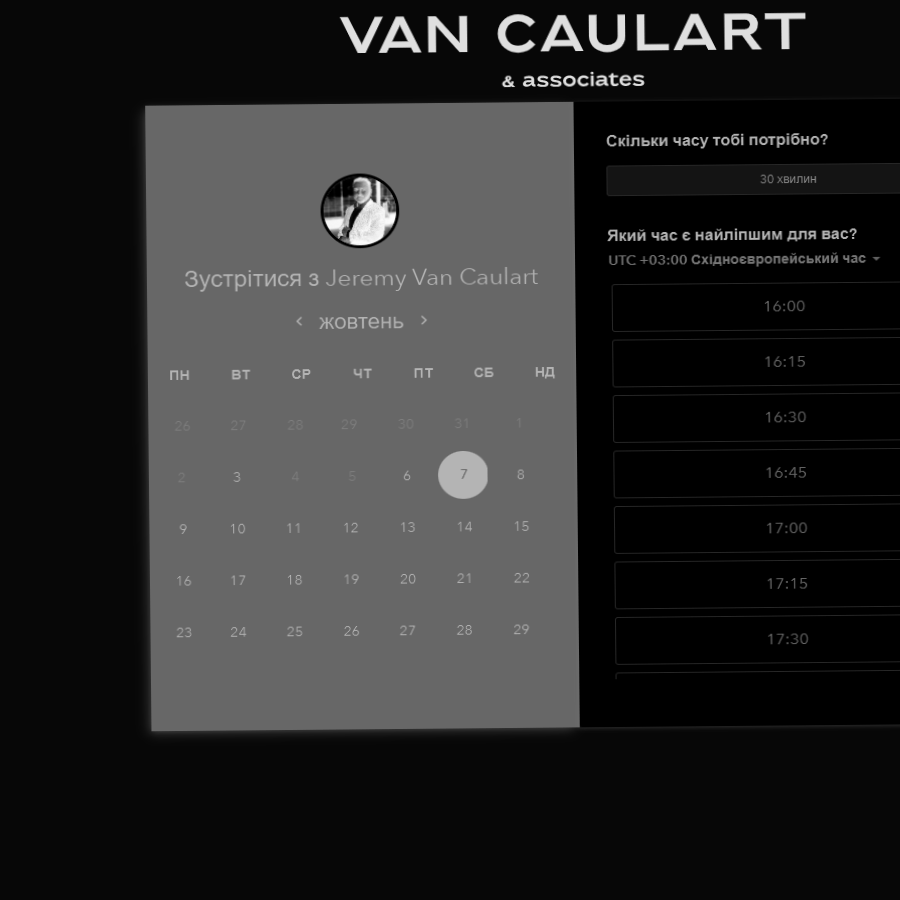 VAN CAULART
& associates
Зустрітися з Jeremy Van Caulart
жовтень
ПН ВТ СР ЧТ ПТ СБ НД
26 27 28 29 30 31 1
2 3 4 5 6 7 8
9 10 11 12 13 14 15
16 17 18 19 20 21 22
23 24 25 26 27 28 29
Скільки часу тобі потрібно?
30 хвилин
Який час є найліпшим для вас?
UTC +03:00 Східноєвропейський час
16:00
16:15
16:30
16:45
17:00
17:15
17:30